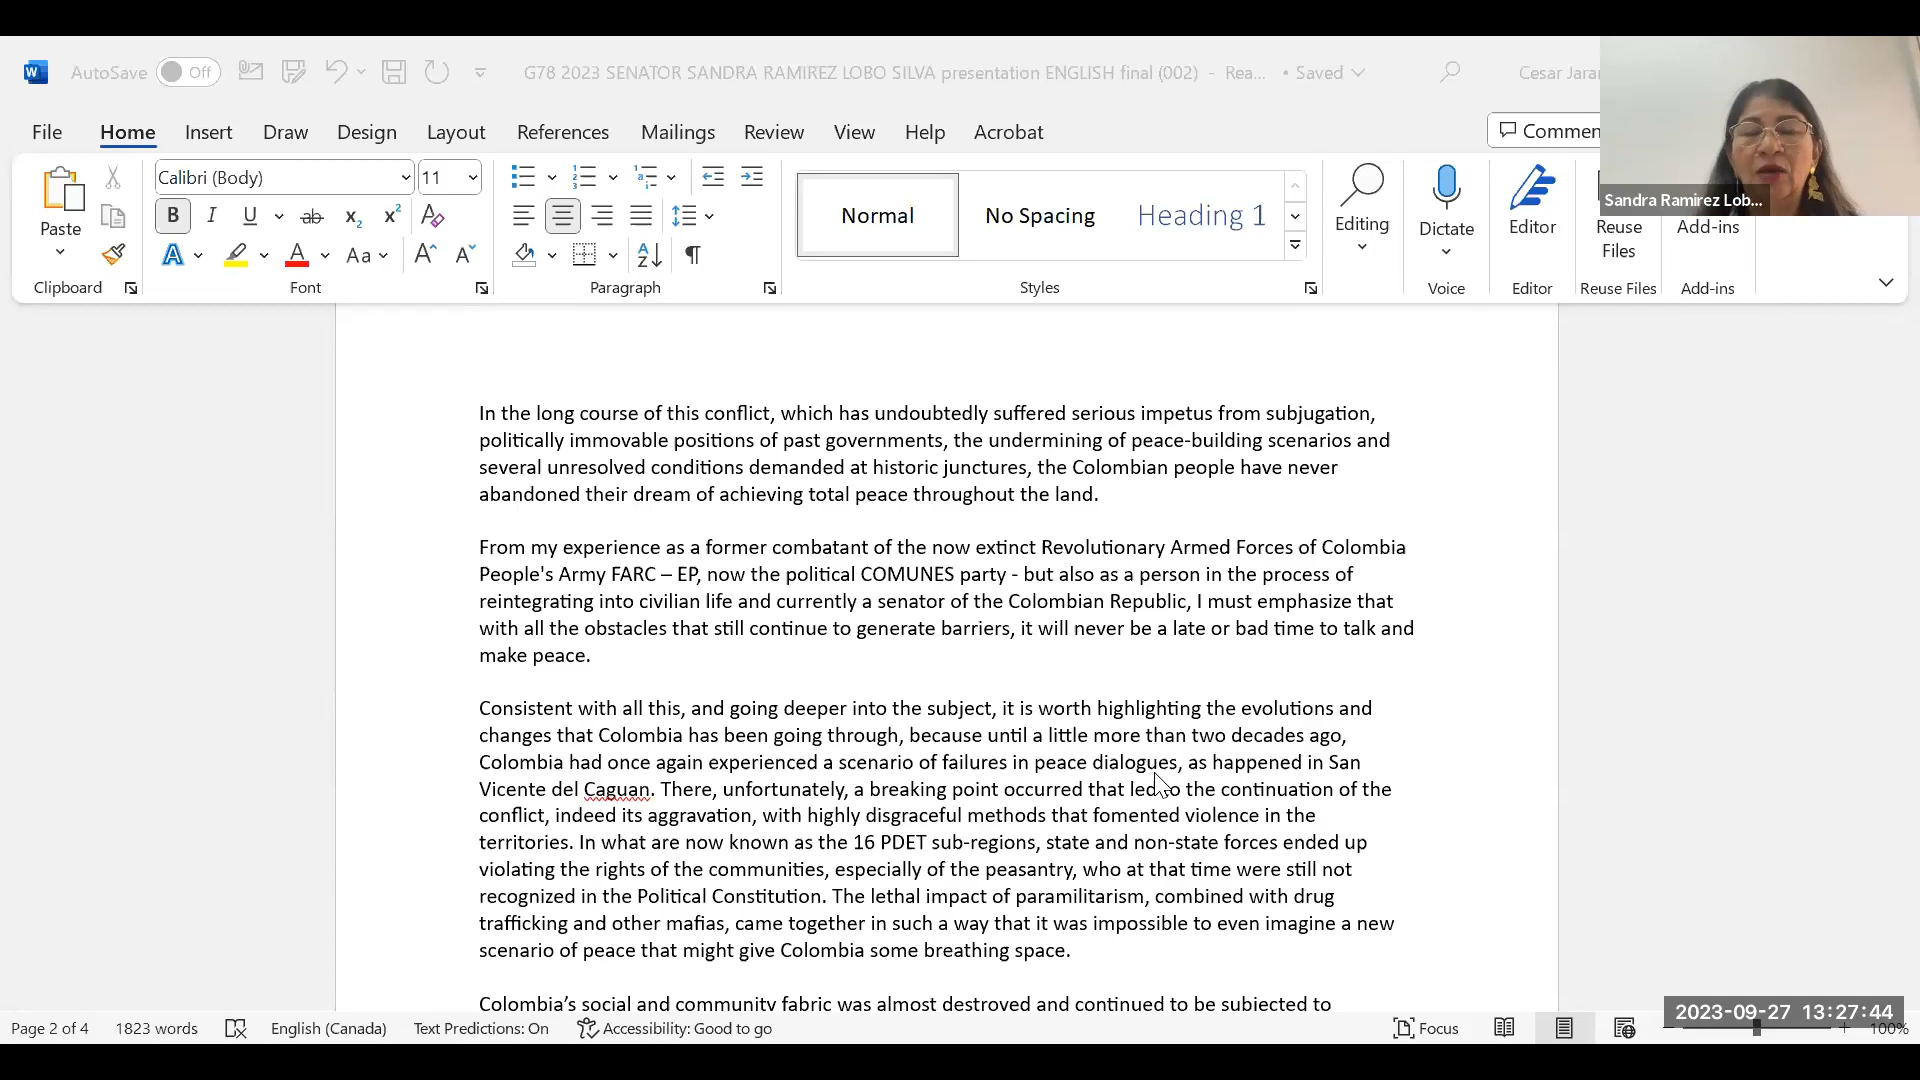 AutoSave Off G78 2023 SENATOR SANDRA RAMIREZ LOBO SILVA presentation ENGLISH final (002) - Rea... • Saved
File Home Insert Draw Design Layout References Mailings Review View Help Acrobat
Sandra Ramirez Lob...
Calibri (Body) 11
Paste
Normal No Spacing Heading 1
Editing Dictate Editor Reuse Files Add-ins
Clipboard Font Paragraph Styles Voice Editor Reuse Files Add-ins
In the long course of this conflict, which has undoubtedly suffered serious impetus from subjugation,
politically immovable positions of past governments, the undermining of peace-building scenarios and
several unresolved conditions demanded at historic junctures, the Colombian people have never
abandoned their dream of achieving total peace throughout the land.
From my experience as a former combatant of the now extinct Revolutionary Armed Forces of Colombia
People's Army FARC – EP, now the political COMUNES party - but also as a person in the process of
reintegrating into civilian life and currently a senator of the Colombian Republic, I must emphasize that
with all the obstacles that still continue to generate barriers, it will never be a late or bad time to talk and
make peace.
Consistent with all this, and going deeper into the subject, it is worth highlighting the evolutions and
changes that Colombia has been going through, because until a little more than two decades ago,
Colombia had once again experienced a scenario of failures in peace dialogues, as happened in San
Vicente del Caguan. There, unfortunately, a breaking point occurred that led to the continuation of the
conflict, indeed its aggravation, with highly disgraceful methods that fomented violence in the
territories. In what are now known as the 16 PDET sub-regions, state and non-state forces ended up
violating the rights of the communities, especially of the peasantry, who at that time were still not
recognized in the Political Constitution. The lethal impact of paramilitarism, combined with drug
trafficking and other mafias, came together in such a way that it was impossible to even imagine a new
scenario of peace that might give Colombia some breathing space.
Colombia’s social and community fabric was almost destroyed and continued to be subjected to
Page 2 of 4 1823 words English (Canada) Text Predictions: On Accessibility: Good to go Focus 100%
2023-09-27 13:27:44